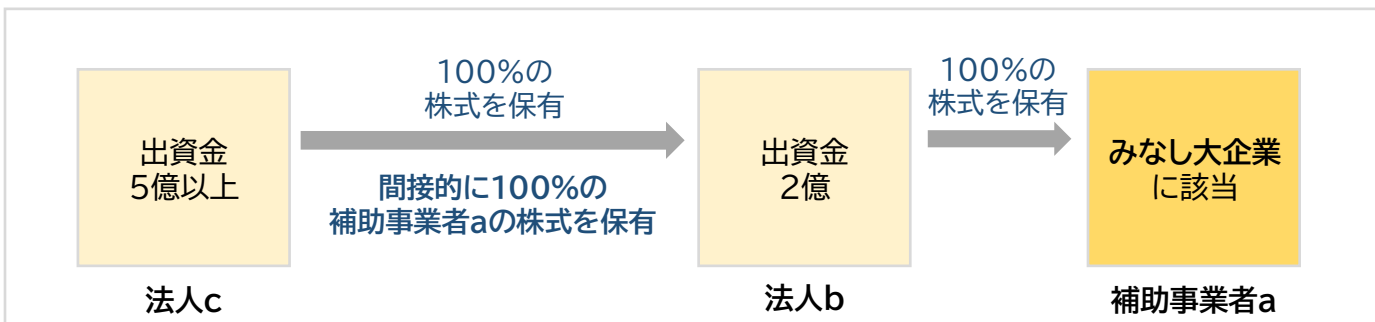 出資金
5億以上
法人c
100%の
株式を保有
間接的に100%の
補助事業者aの株式を保有
出資金
2億
法人b
100%の
株式を保有
みなし大企業
に該当
補助事業者a